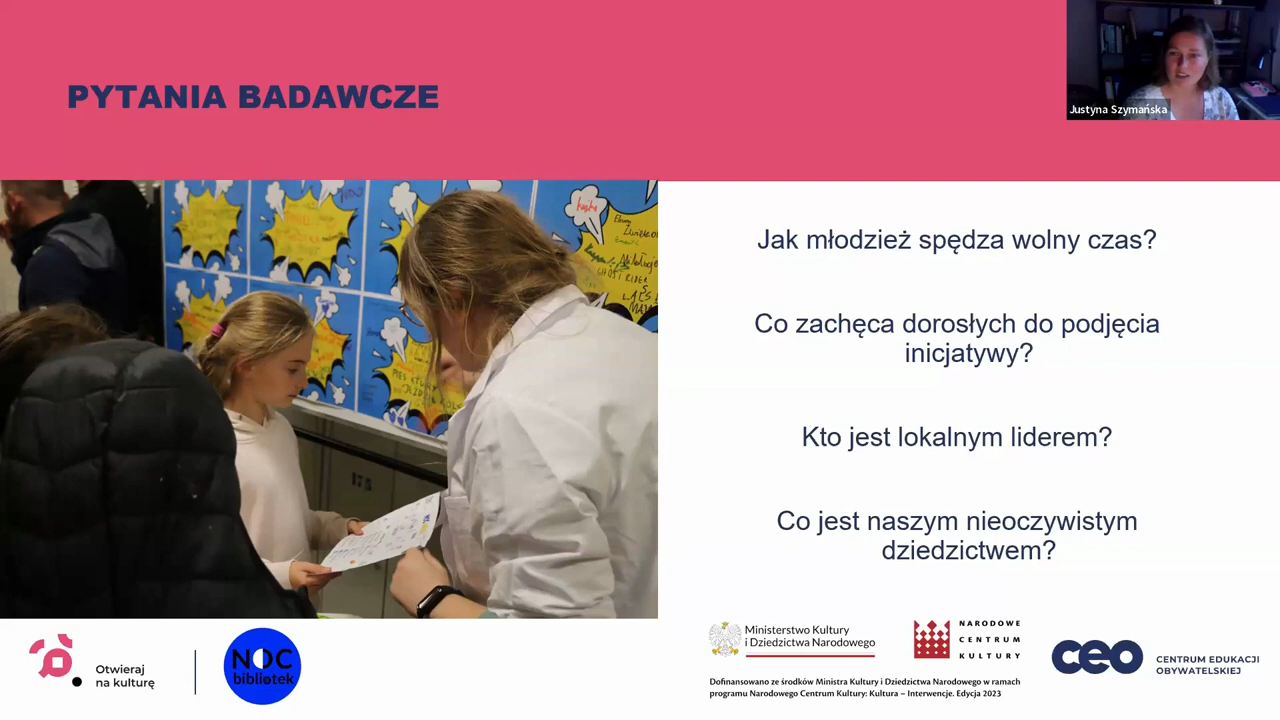 PYTANIA BADAWCZE
Justyna Szymańska
Jak młodzież spędza wolny czas?
Co zachęca dorosłych do podjęcia
inicjatywy?
Kto jest lokalnym liderem?
Co jest naszym nieoczywistym
dziedzictwem?
175
Otwieraj
na kulturę
NOC
bibliotek
Ministerstwo Kultury
i Dziedzictwa Narodowego
NARODOWE
CENTRUM
KULTURY
Dofinansowano ze środków Ministra Kultury i Dziedzictwa Narodowego w ramach
programu Narodowego Centrum Kultury: Kultura – Interwencje. Edycja 2023
ceo
CENTRUM EDUKACJI
OBYWATELSKIEJ